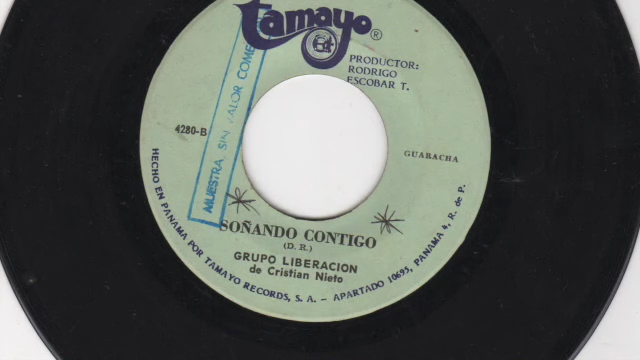 tamayo ®
PRODUCTOR:
RODRIGO
ESCOBAR T.
4280-B
MUESTRA, SIN VALOR COME
GUARACHA
SOÑANDO CONTIGO
(D. R.)
GRUPO LIBERACION
de Cristian Nieto
HECHO EN PANAMA POR TAMAYO RECORDS, S. A. - APARTADO 10695, PANAMA 4, R. de P.